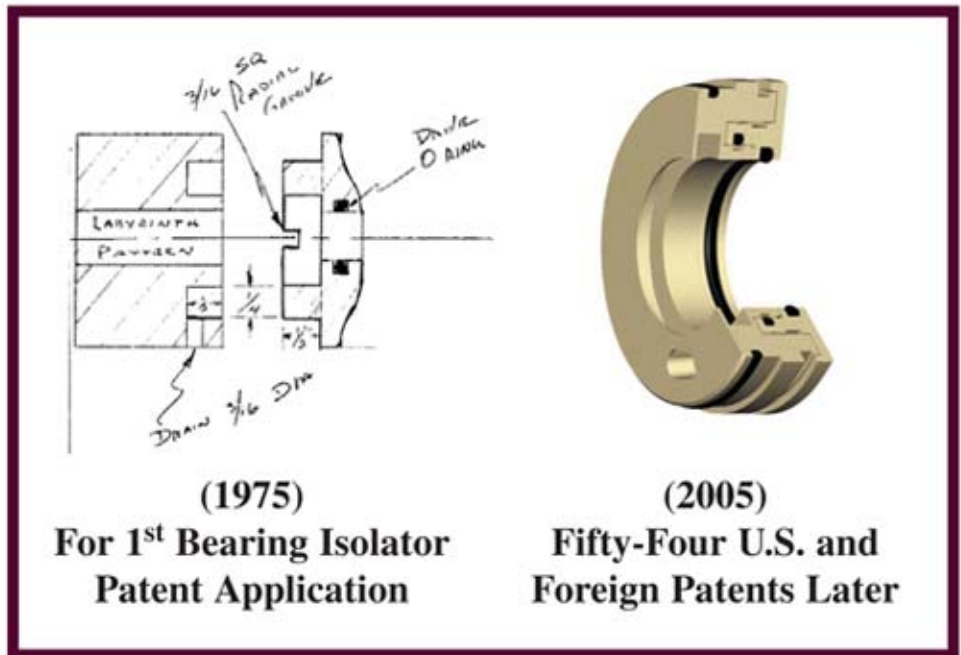 3/16 SQ
RADIAL
GROOVE
DRIVE
O RING
LABYRINTH
PATTERN
1/4
DRAIN 3/16 DIA
(1975)
For 1st Bearing Isolator
Patent Application
(2005)
Fifty-Four U.S. and
Foreign Patents Later